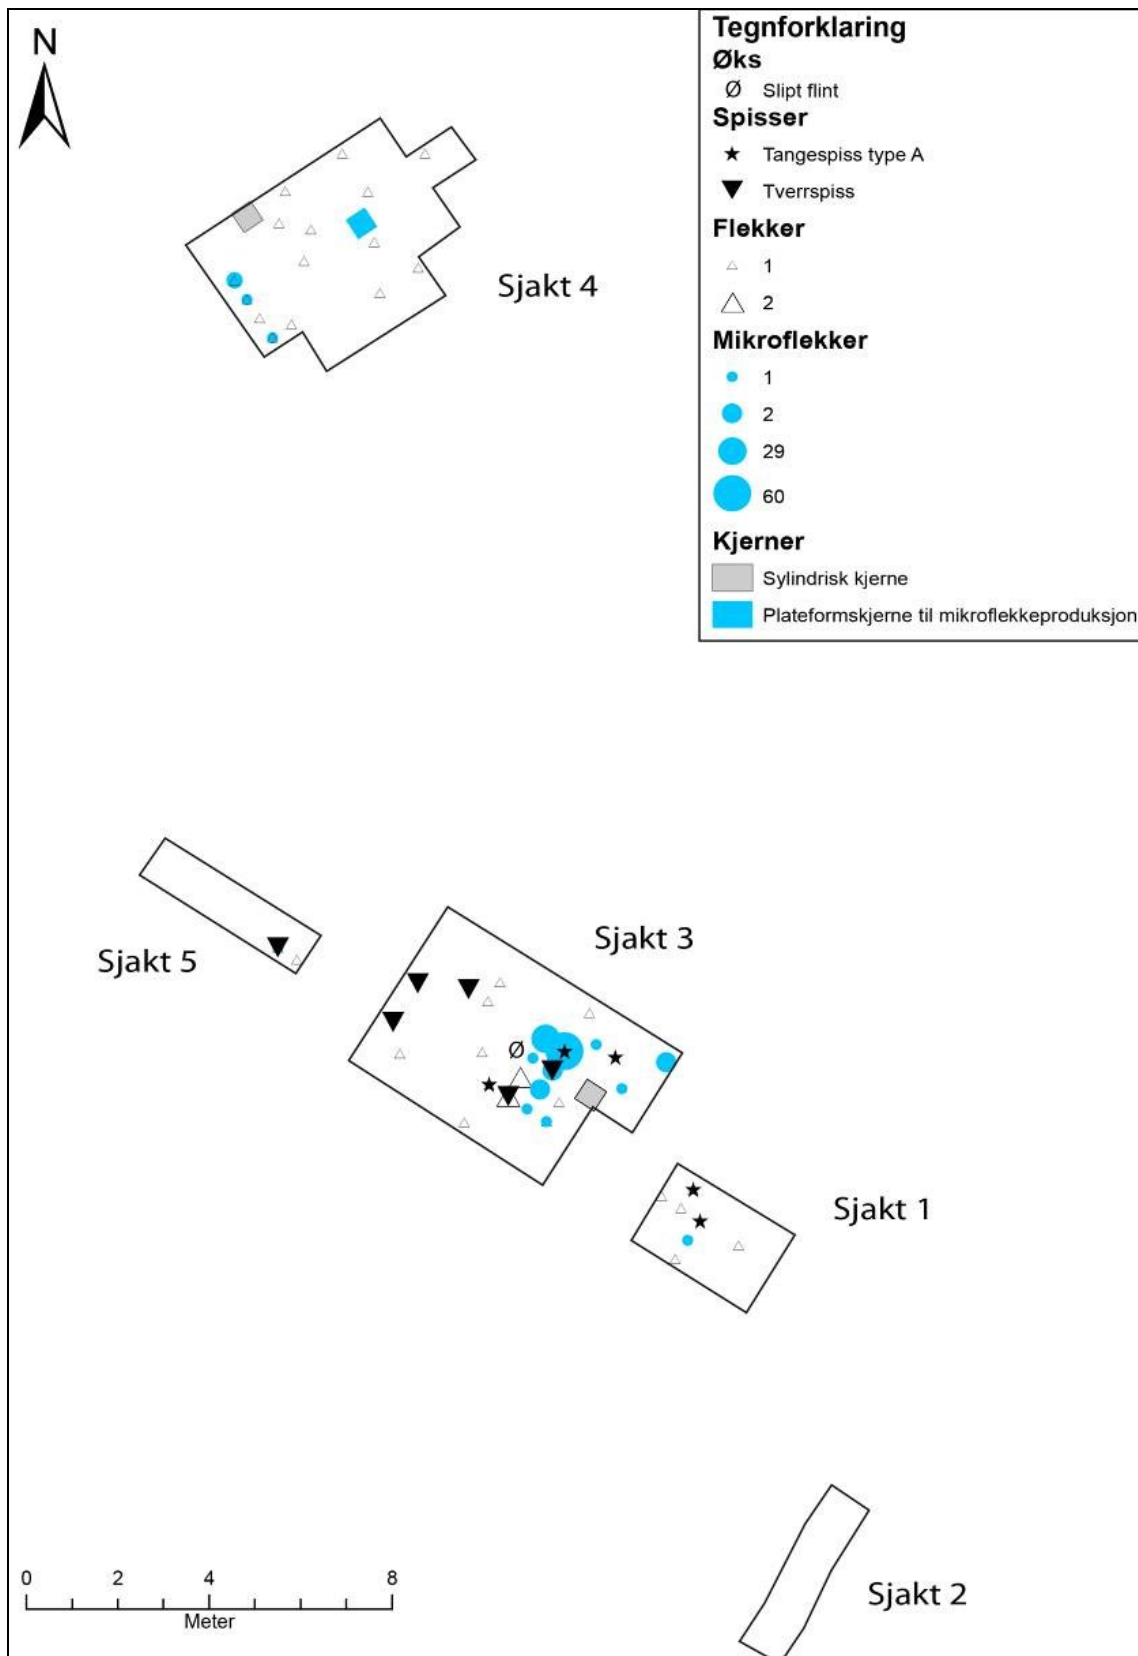 N
Tegnforklaring
Øks
Ø Slipt flint
Spisser
Tangespiss type A
Tverrspiss
Flekker
1
2
Mikroflekker
1
2
29
60
Kjerner
Sylindrisk kjerne
Plateformskjerne til mikroflekkeproduksjon
Sjakt 4
Sjakt 3
Sjakt 5
Ø
Sjakt 1
Sjakt 2
0 2 4 8
Meter